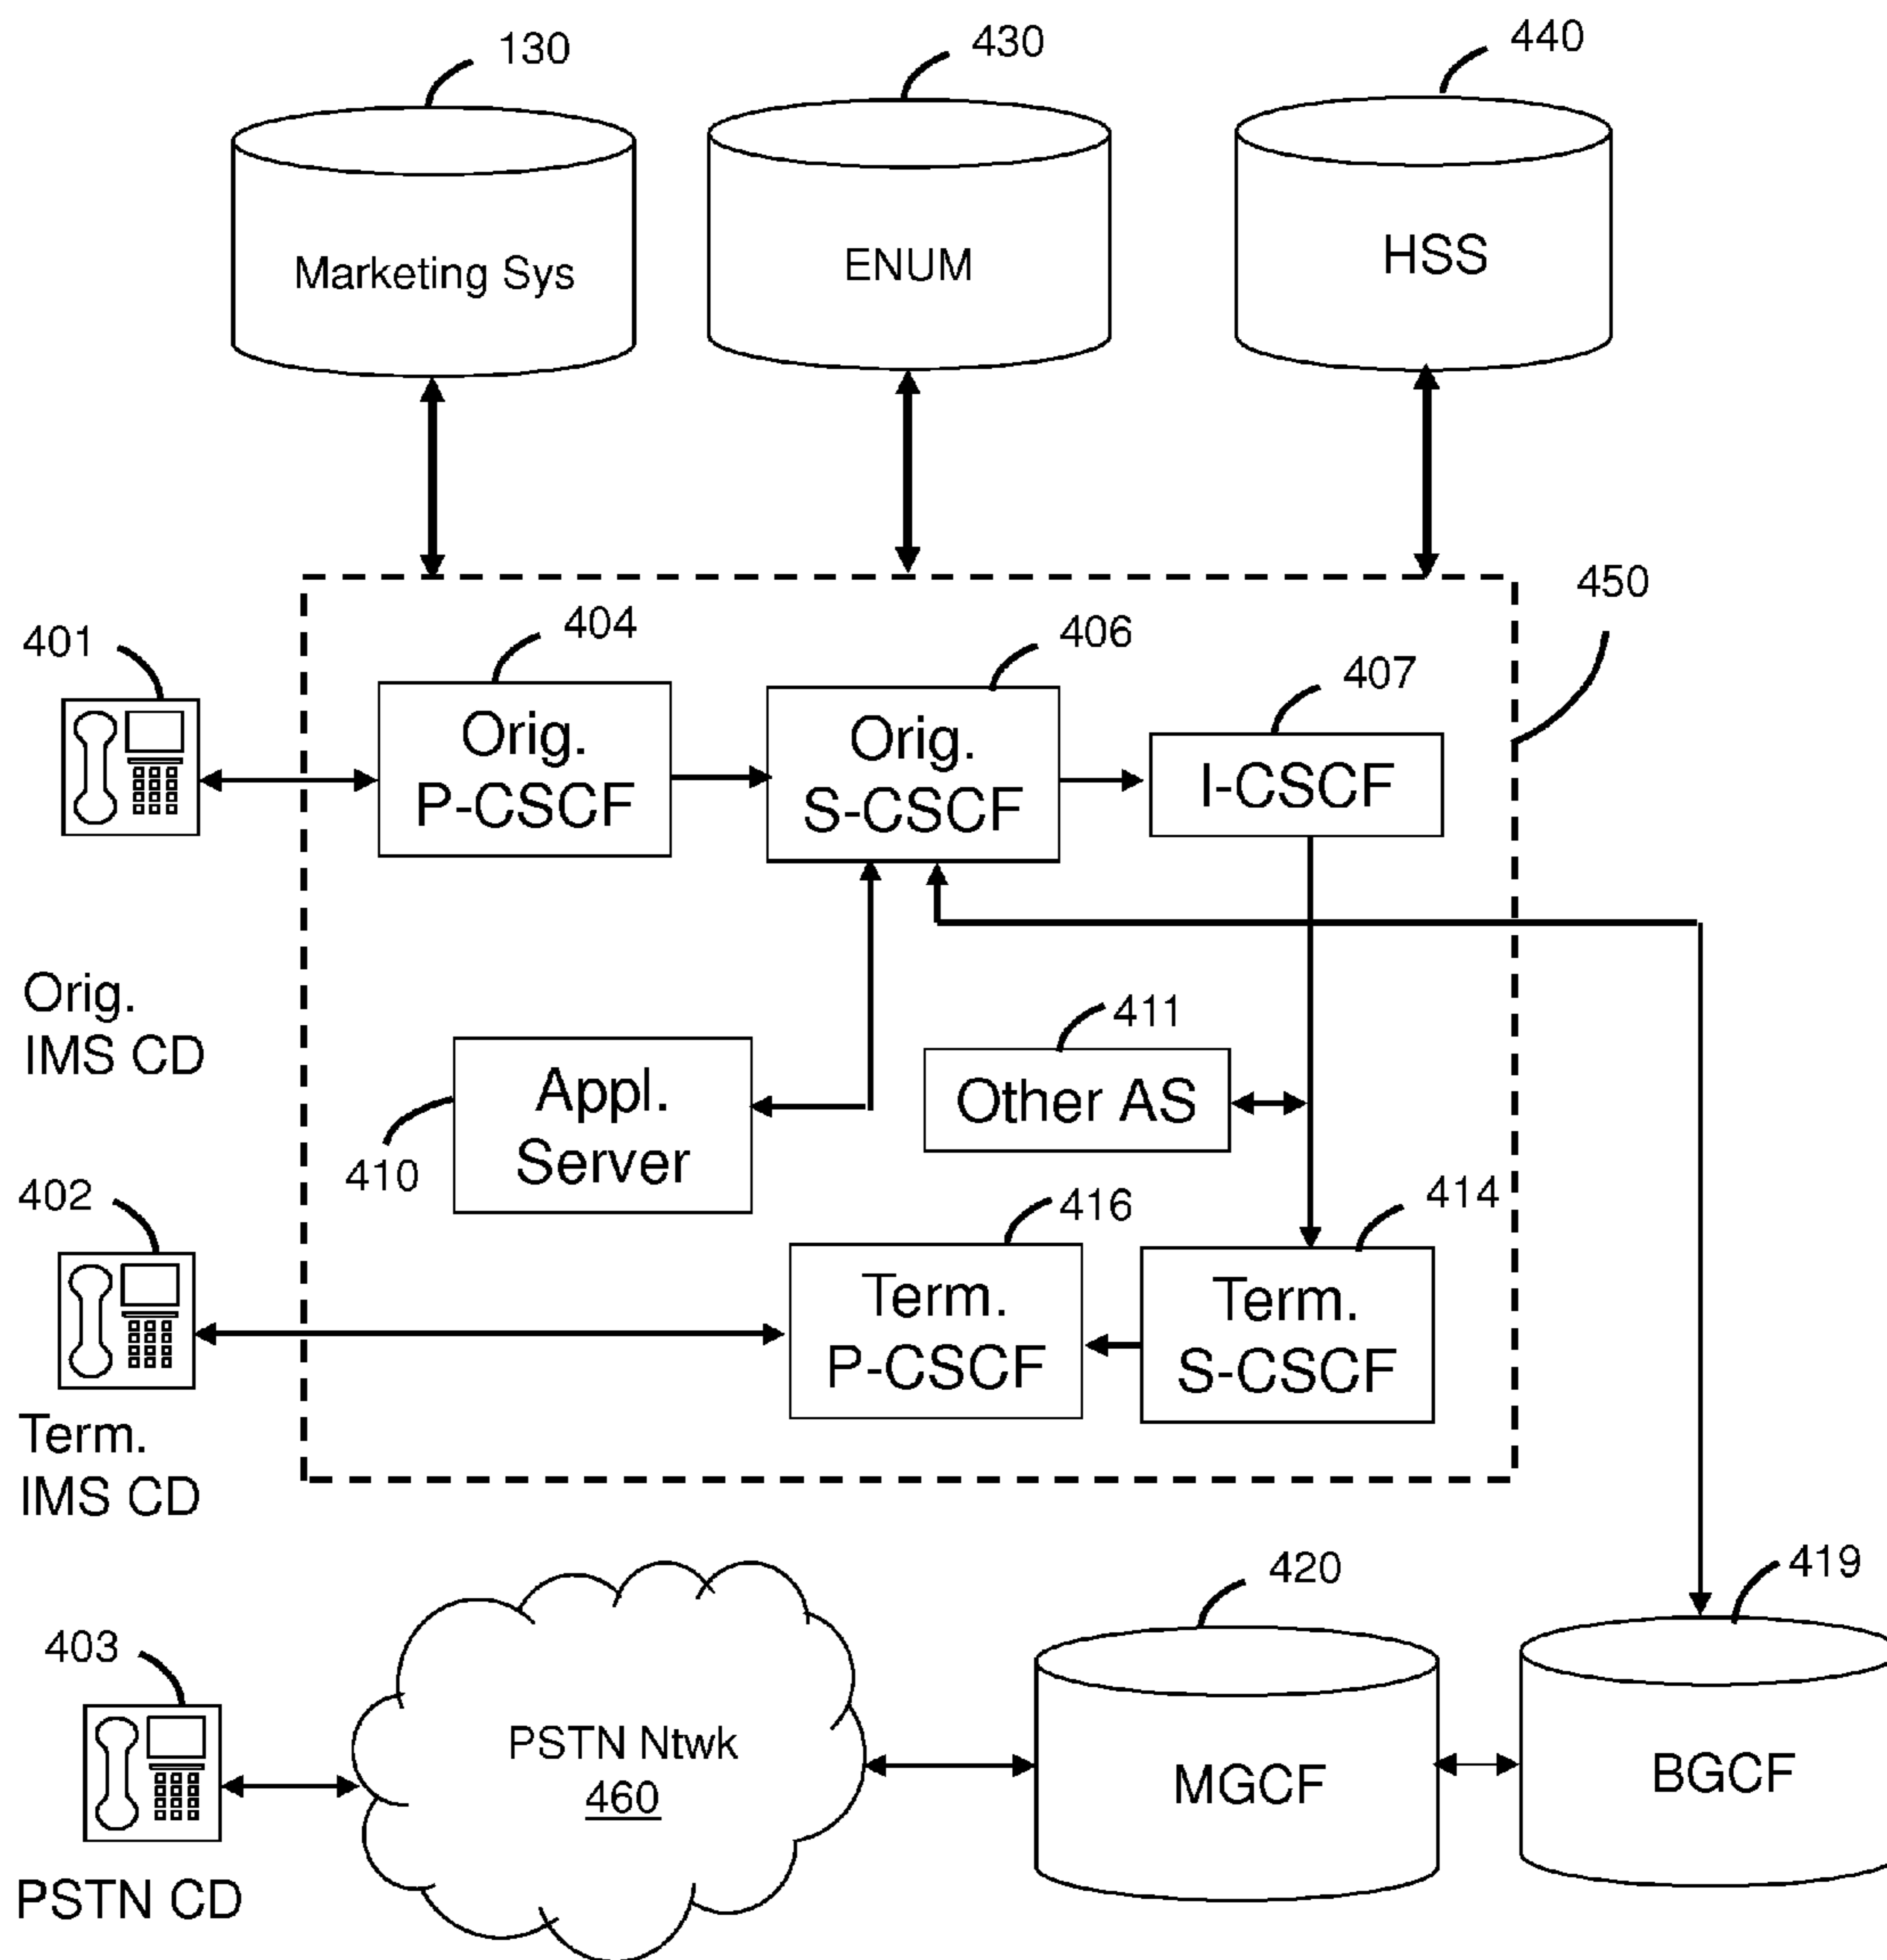 130
430
440
Marketing Sys
ENUM
HSS
450
401
404
406
407
Orig.
P-CSCF
Orig.
S-CSCF
I-CSCF
Orig.
IMS CD
411
Other AS
Appl.
Server
410
402
416
414
Term.
P-CSCF
Term.
S-CSCF
Term.
IMS CD
420
419
403
PSTN Ntwk
460
MGCF
BGCF
PSTN CD